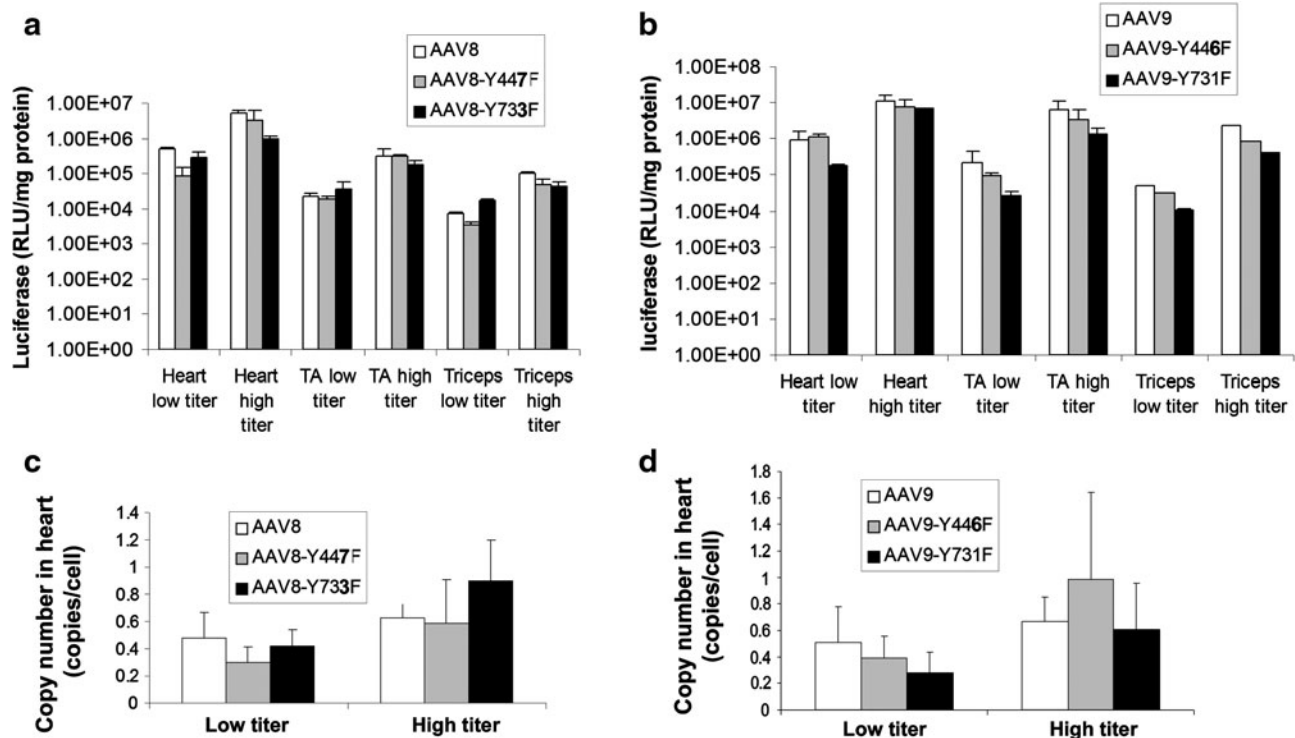 a
AAV8
AAV8-Y447F
AAV8-Y733F
Luciferase (RLU/mg protein)
1.00E+07
1.00E+06
1.00E+05
1.00E+04
1.00E+03
1.00E+02
1.00E+01
1.00E+00
Heart low titer
Heart high titer
TA low titer
TA high titer
Triceps low titer
Triceps high titer
b
AAV9
AAV9-Y446F
AAV9-Y731F
luciferase (RLU/mg protein)
1.00E+08
1.00E+07
1.00E+06
1.00E+05
1.00E+04
1.00E+03
1.00E+02
1.00E+01
1.00E+00
Heart low titer
Heart high titer
TA low titer
TA high titer
Triceps low titer
Triceps high titer
c
AAV8
AAV8-Y447F
AAV8-Y733F
Copy number in heart
(copies/cell)
1.4
1.2
1
0.8
0.6
0.4
0.2
0
Low titer
High titer
d
AAV9
AAV9-Y446F
AAV9-Y731F
Copy number in heart
(copies/cell)
1.8
1.6
1.4
1.2
1
0.8
0.6
0.4
0.2
0
Low titer
High titer